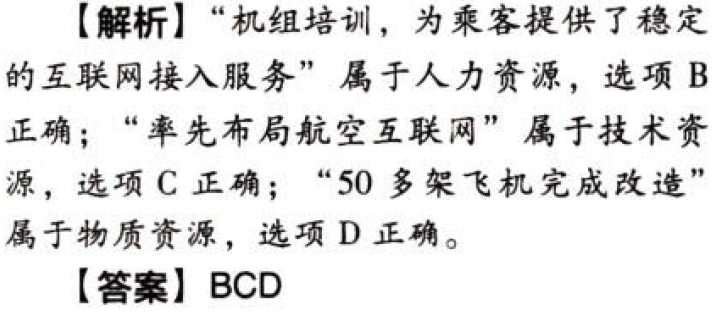 【解析】“机组培训，为乘客提供了稳定
的互联网接入服务”属于人力资源，选项 B
正确；“率先布局航空互联网”属于技术资
源，选项 C 正确；“50 多架飞机完成改造”
属于物质资源，选项 D 正确。
【答案】BCD